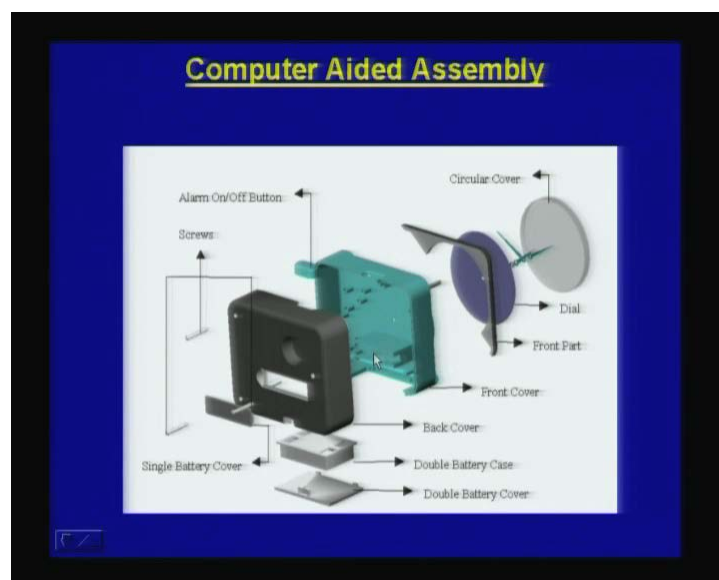 Computer Aided Assembly
Circular Cover
Alarm On/Off Button
Screws
Dial
Front Part
Front Cover
Back Cover
Single Battery Cover
Double Battery Case
Double Battery Cover